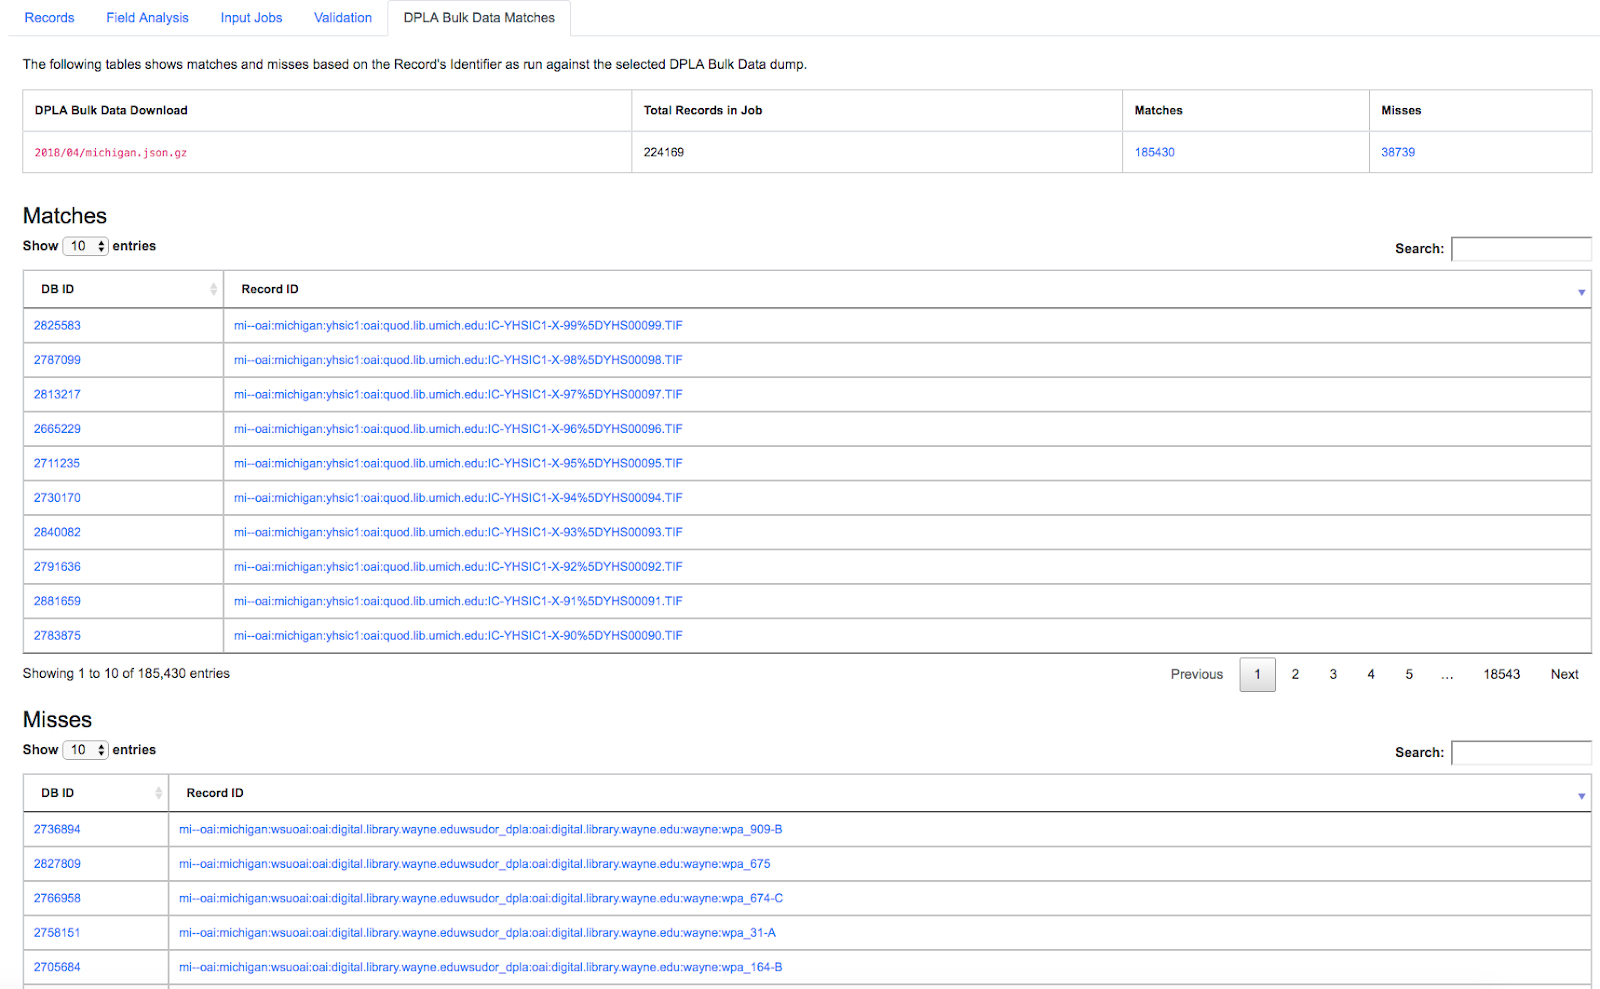 Records Field Analysis Input Jobs Validation DPLA Bulk Data Matches
The following tables shows matches and misses based on the Record's Identifier as run against the selected DPLA Bulk Data dump.
DPLA Bulk Data Download Total Records in Job Matches Misses
2018/04/michigan.json.gz 224169 185430 38739
Matches
Show 10 entries Search:
DB ID Record ID
2825583 mi--oai:michigan:yhsic1:oai:quod.lib.umich.edu:IC-YHSIC1-X-99%5DYHS00099.TIF
2787099 mi--oai:michigan:yhsic1:oai:quod.lib.umich.edu:IC-YHSIC1-X-98%5DYHS00098.TIF
2813217 mi--oai:michigan:yhsic1:oai:quod.lib.umich.edu:IC-YHSIC1-X-97%5DYHS00097.TIF
2665229 mi--oai:michigan:yhsic1:oai:quod.lib.umich.edu:IC-YHSIC1-X-96%5DYHS00096.TIF
2711235 mi--oai:michigan:yhsic1:oai:quod.lib.umich.edu:IC-YHSIC1-X-95%5DYHS00095.TIF
2730170 mi--oai:michigan:yhsic1:oai:quod.lib.umich.edu:IC-YHSIC1-X-94%5DYHS00094.TIF
2840082 mi--oai:michigan:yhsic1:oai:quod.lib.umich.edu:IC-YHSIC1-X-93%5DYHS00093.TIF
2791636 mi--oai:michigan:yhsic1:oai:quod.lib.umich.edu:IC-YHSIC1-X-92%5DYHS00092.TIF
2881659 mi--oai:michigan:yhsic1:oai:quod.lib.umich.edu:IC-YHSIC1-X-91%5DYHS00091.TIF
2783875 mi--oai:michigan:yhsic1:oai:quod.lib.umich.edu:IC-YHSIC1-X-90%5DYHS00090.TIF
Showing 1 to 10 of 185,430 entries Previous 1 2 3 4 5 … 18543 Next
Misses
Show 10 entries Search:
DB ID Record ID
2736894 mi--oai:michigan:wsuoai:oai:digital.library.wayne.eduwsudor_dpla:oai:digital.library.wayne.edu:wayne:wpa_909-B
2827809 mi--oai:michigan:wsuoai:oai:digital.library.wayne.eduwsudor_dpla:oai:digital.library.wayne.edu:wayne:wpa_675
2766958 mi--oai:michigan:wsuoai:oai:digital.library.wayne.eduwsudor_dpla:oai:digital.library.wayne.edu:wayne:wpa_674-C
2758151 mi--oai:michigan:wsuoai:oai:digital.library.wayne.eduwsudor_dpla:oai:digital.library.wayne.edu:wayne:wpa_31-A
2705684 mi--oai:michigan:wsuoai:oai:digital.library.wayne.eduwsudor_dpla:oai:digital.library.wayne.edu:wayne:wpa_164-B